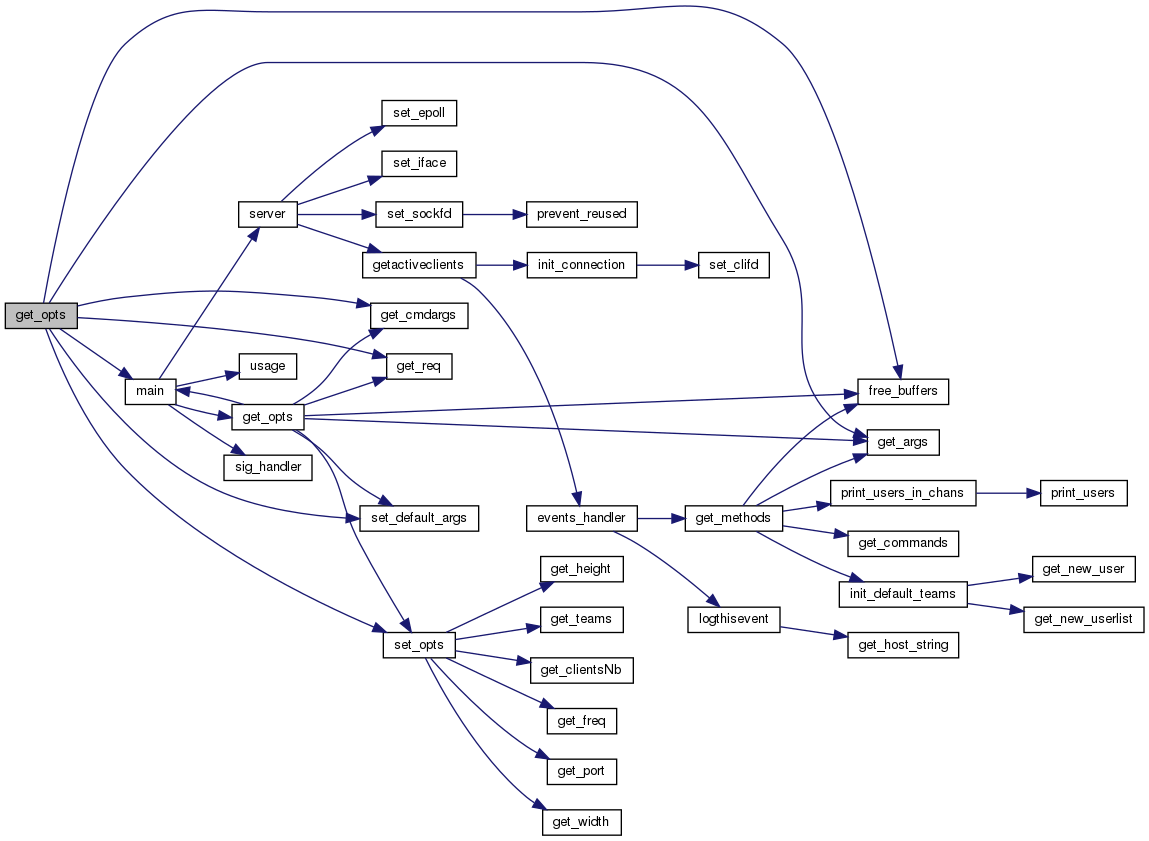 set_epoll
set_iface
server
set_sockfd
prevent_reused
getactiveclients
init_connection
set_clifd
get_opts
get_cmdargs
usage
get_req
main
get_opts
free_buffers
get_args
sig_handler
print_users_in_chans
print_users
set_default_args
events_handler
get_methods
get_commands
get_height
get_new_user
init_default_teams
get_teams
logthisevent
get_new_userlist
set_opts
get_host_string
get_clientsNb
get_freq
get_port
get_width